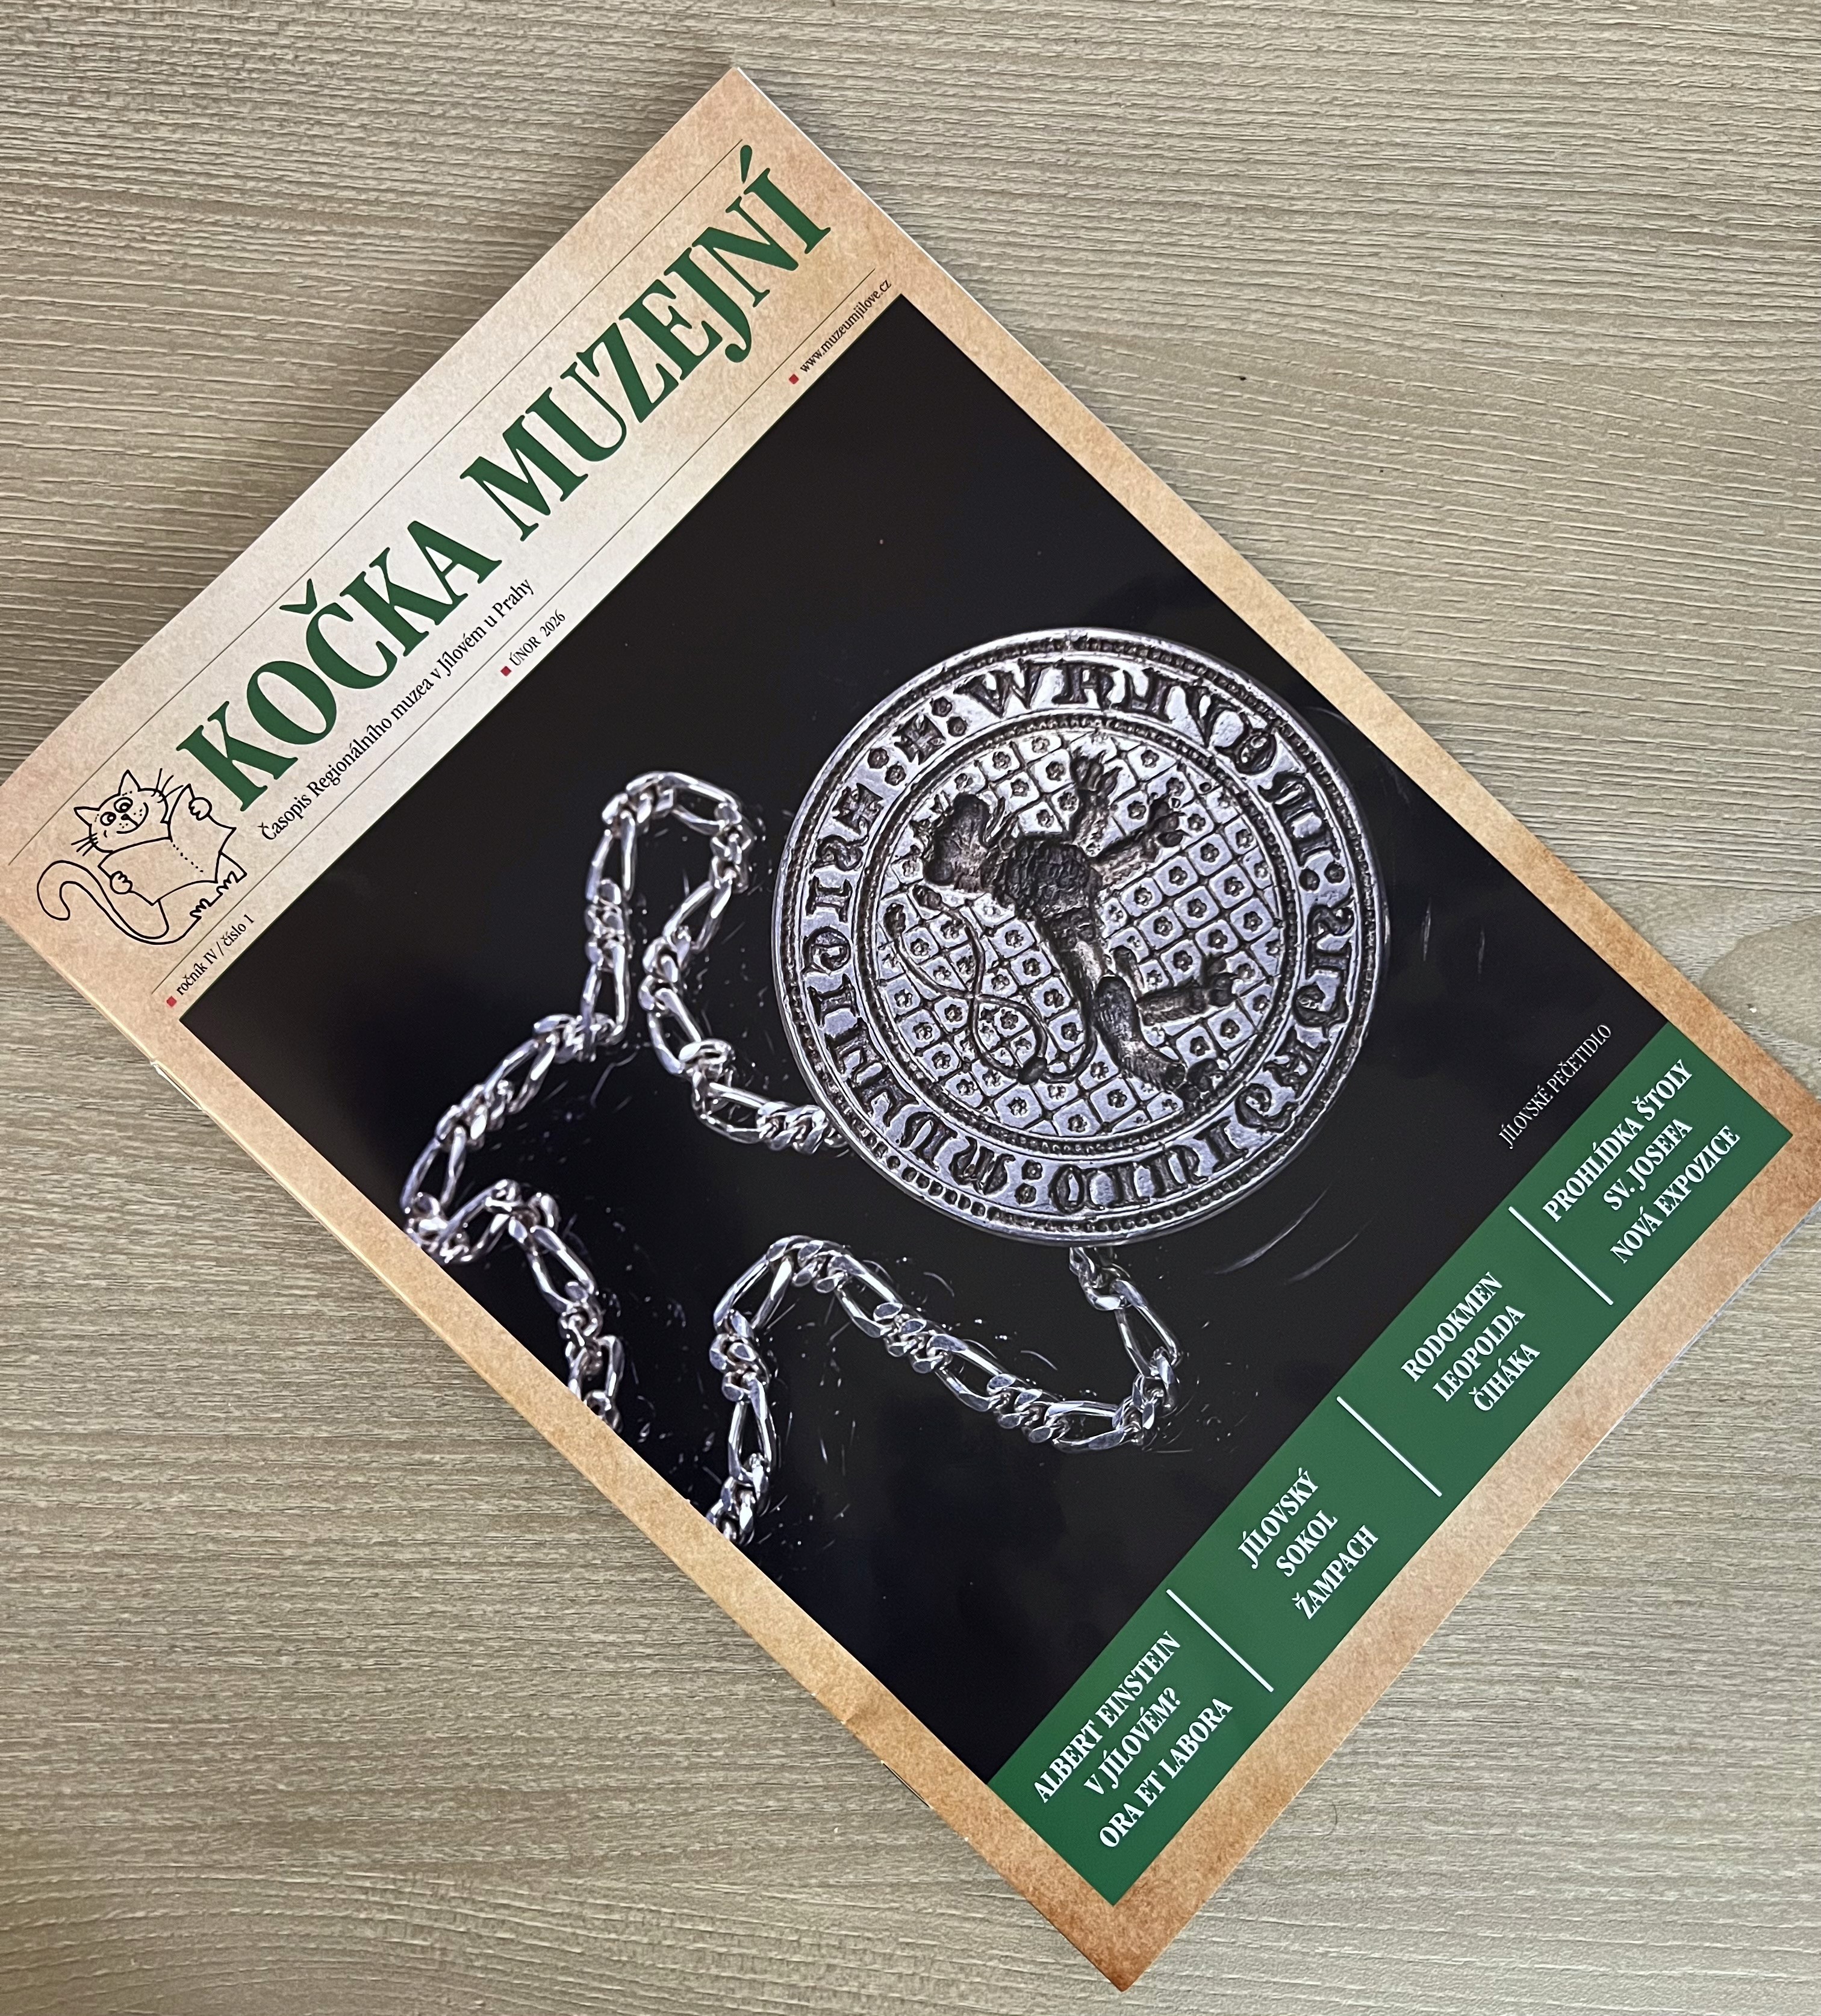 KOČKA MUZEJNÍ
Časopis Regionálního muzea v Jílovém u Prahy
ročník IV / číslo 1
ÚNOR 2026
www.muzeumjilove.cz
JÍLOVSKÉ PEČETIDLO
ALBERT EINSTEIN
V JÍLOVÉM?
ORA ET LABORA
JÍLOVSKÝ
SOKOL
ŽAMPACH
RODOKMEN
LEOPOLDA
ČIHÁKA
PROHLÍDKA ŠTOLY
SV. JOSEFA
NOVÁ EXPOZICE